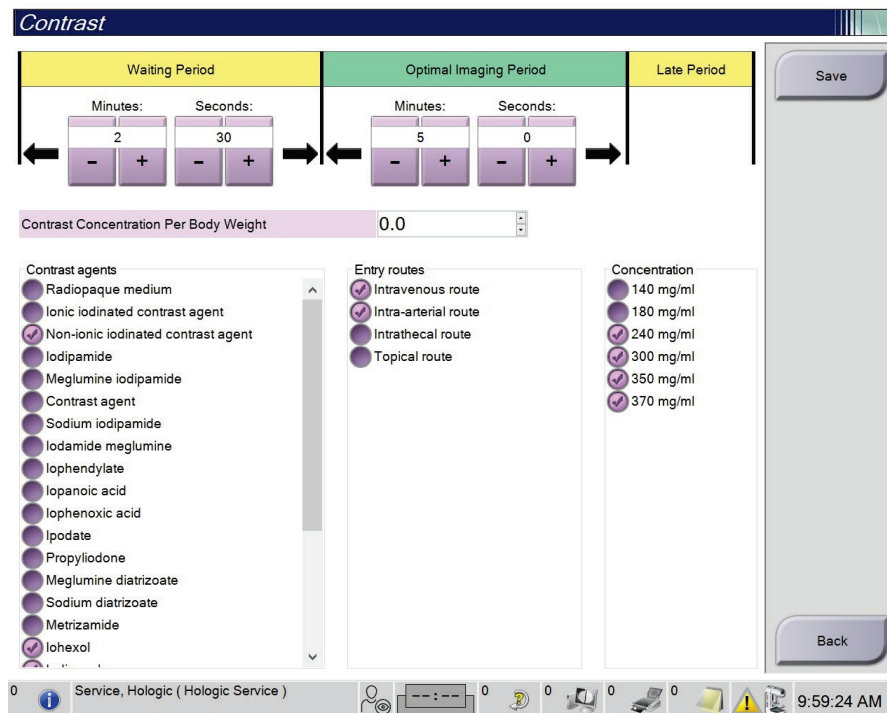 Contrast
Waiting Period
Optimal Imaging Period
Late Period
Save
Minutes:
Seconds:
Minutes:
Seconds:
2
30
5
0
- + - + - + - +
Contrast Concentration Per Body Weight
0.0
Contrast agents
Radiopaque medium
Ionic iodinated contrast agent
Non-ionic iodinated contrast agent
Iodipamide
Meglumine iodipamide
Contrast agent
Sodium iodipamide
Iodamide meglumine
Iophendylate
Iopanoic acid
Iophenoxic acid
Ipodate
Propyliodone
Meglumine diatrizoate
Sodium diatrizoate
Metrizamide
Iohexol
Entry routes
Intravenous route
Intra-arterial route
Intrathecal route
Topical route
Concentration
140 mg/ml
180 mg/ml
240 mg/ml
300 mg/ml
350 mg/ml
370 mg/ml
Back
0
Service, Hologic ( Hologic Service )
--:--
0
0
0
0
9:59:24 AM